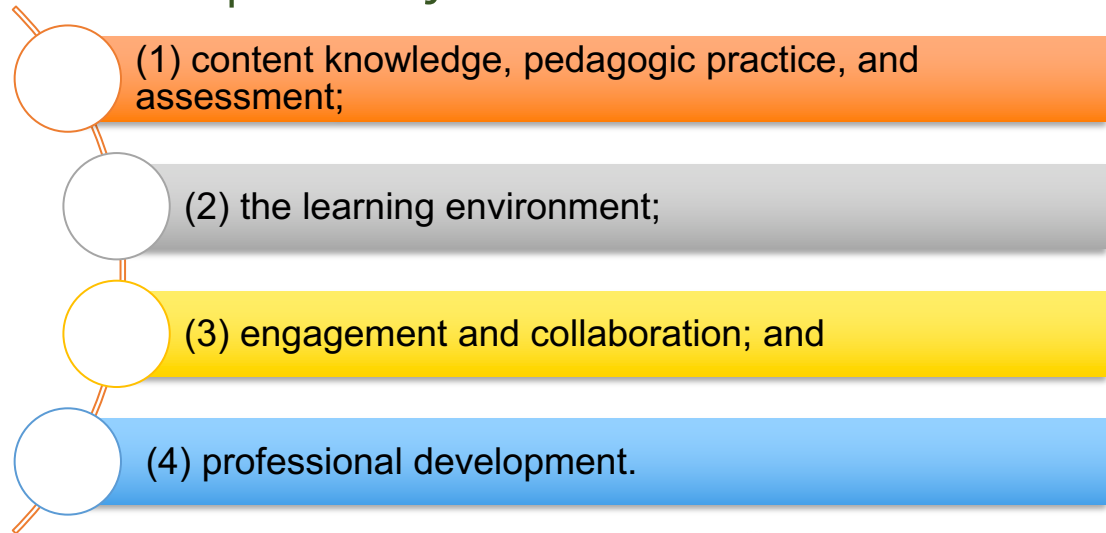 (1) content knowledge, pedagogic practice, and
assessment;
(2) the learning environment;
(3) engagement and collaboration; and
(4) professional development.